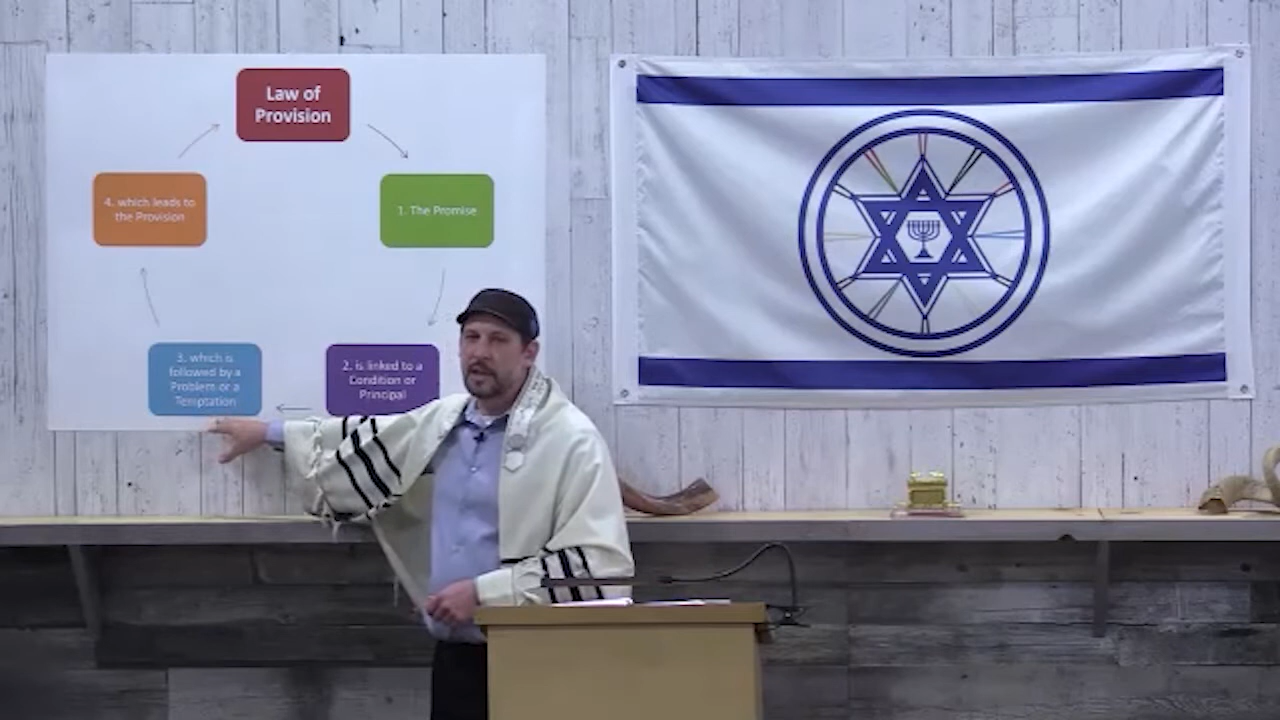 Law of
Provision
1. The Promise
2. is linked to a
Condition or
Principal
3. which is
followed by a
Problem or a
Temptation
4. which leads to
the Provision